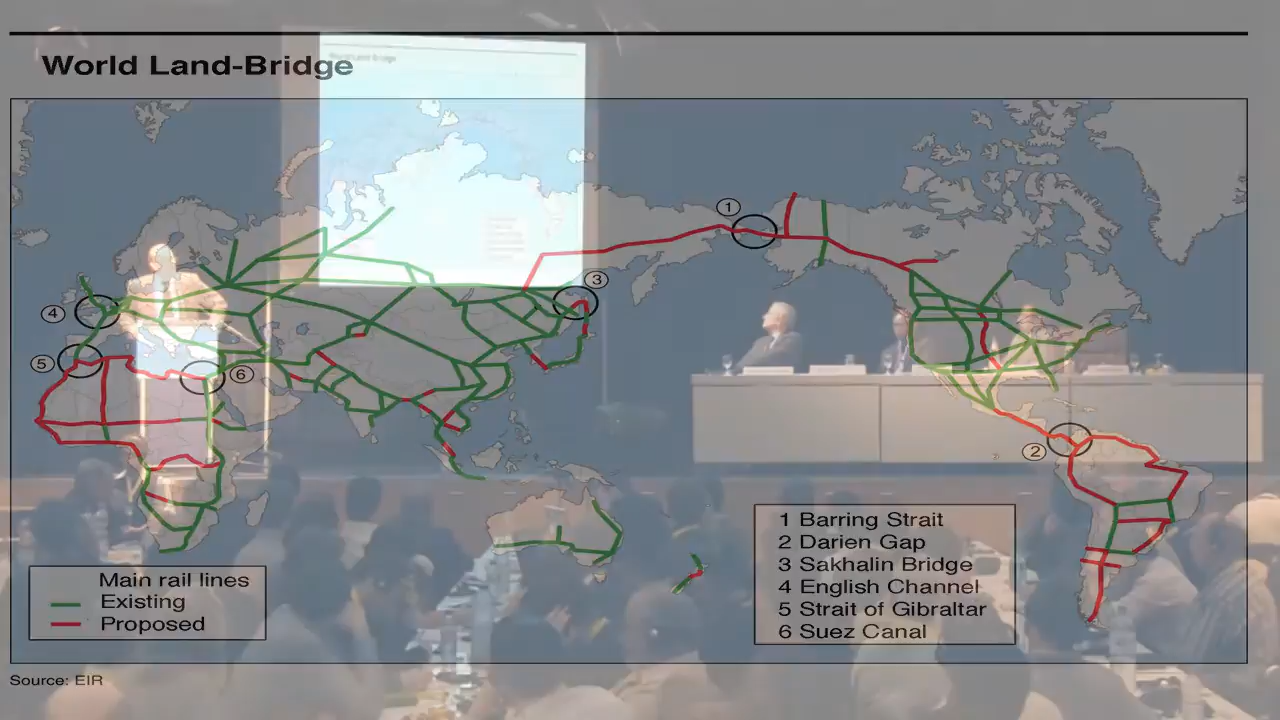 World Land-Bridge
1
3
4
5
6
2
1 Barring Strait
2 Darien Gap
3 Sakhalin Bridge
4 English Channel
5 Strait of Gibraltar
6 Suez Canal
Main rail lines
Existing
Proposed
Source: EIR